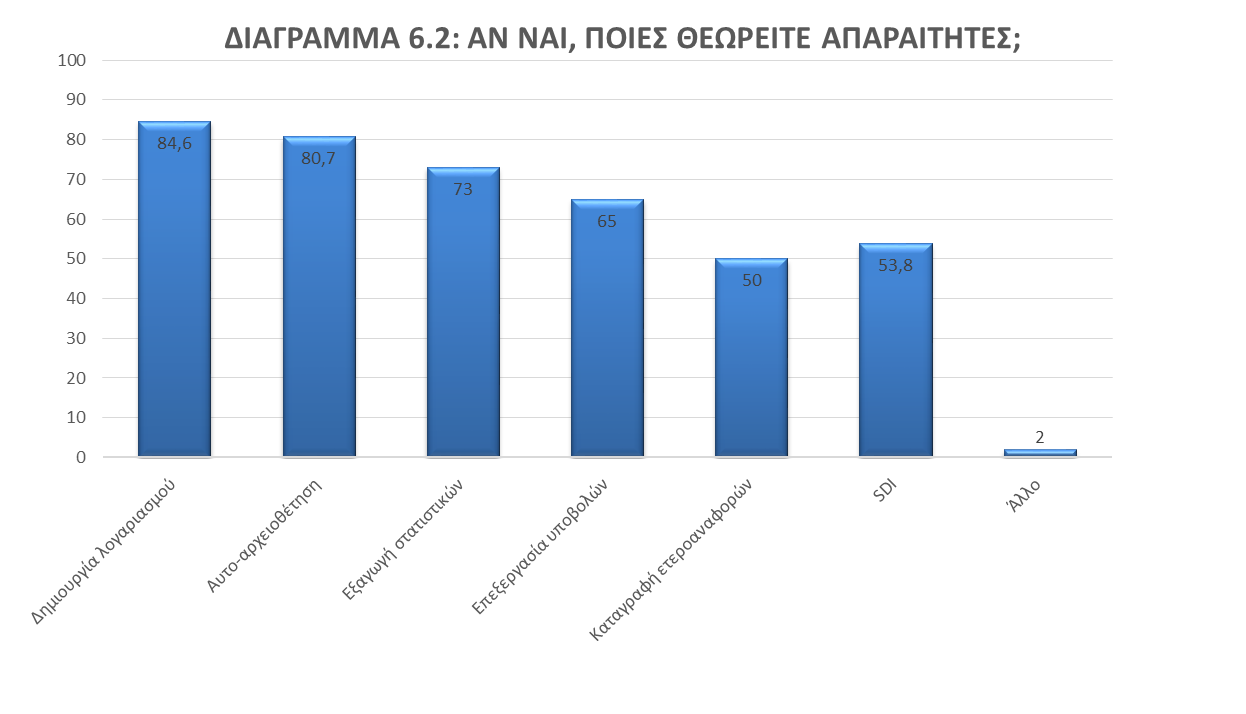 ΔΙΑΓΡΑΜΜΑ 6.2: ΑΝ ΝΑΙ, ΠΟΙΕΣ ΘΕΩΡΕΙΤΕ ΑΠΑΡΑΙΤΗΤΕΣ;
100
90
80
70
60
50
40
30
20
10
0
84,6
80,7
73
65
50
53,8
2
Δημιουργία λογαριασμού
Αυτο-αρχειοθέτηση
Εξαγωγή στατιστικών
Επεξεργασία υποβολών
Καταγραφή ετεροαναφορών
SDI
Άλλο